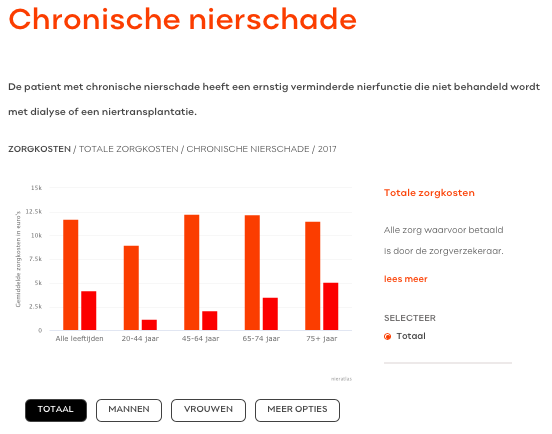 Chronische nierschade
De patient met chronische nierschade heeft een ernstig verminderde nierfunctie die niet behandeld wordt
met dialyse of een niertransplantatie.
ZORGKOSTEN / TOTALE ZORGKOSTEN / CHRONISCHE NIERSCHADE / 2017
Gemiddelde zorgkosten in euro's
15k
12.5k
10k
7.5k
5k
2.5k
0
Alle leeftijden
20-44 jaar
45-64 jaar
65-74 jaar
75+ jaar
nieratlas
Totale zorgkosten
Alle zorg waarvoor betaald
is door de zorgverzekeraar.
lees meer
SELECTEER
Totaal
TOTAAL
MANNEN
VROUWEN
MEER OPTIES